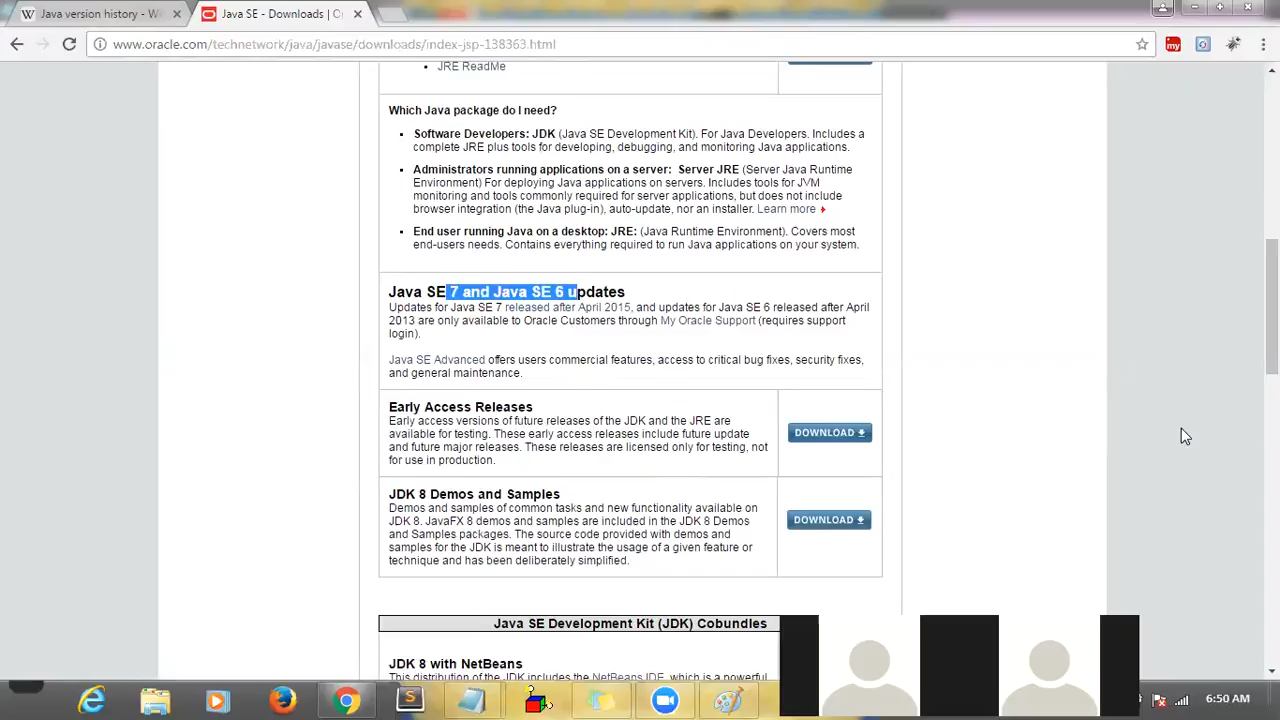 Java version history - Wi
Java SE - Downloads | O
www.oracle.com/technetwork/java/javase/downloads/index-jsp-138363.html
my
JRE ReadMe
Which Java package do I need?
Software Developers: JDK (Java SE Development Kit). For Java Developers. Includes a
complete JRE plus tools for developing, debugging, and monitoring Java applications.
Administrators running applications on a server: Server JRE (Server Java Runtime
Environment) For deploying Java applications on servers. Includes tools for JVM
monitoring and tools commonly required for server applications, but does not include
browser integration (the Java plug-in), auto-update, nor an installer. Learn more
End user running Java on a desktop: JRE: (Java Runtime Environment). Covers most
end-users needs. Contains everything required to run Java applications on your system.
Java SE 7 and Java SE 6 updates
Updates for Java SE 7 released after April 2015, and updates for Java SE 6 released after April
2013 are only available to Oracle Customers through My Oracle Support (requires support
login).
Java SE Advanced offers users commercial features, access to critical bug fixes, security fixes,
and general maintenance.
Early Access Releases
Early access versions of future releases of the JDK and the JRE are
available for testing. These early access releases include future update
and future major releases. These releases are licensed only for testing, not
for use in production.
DOWNLOAD
JDK 8 Demos and Samples
Demos and samples of common tasks and new functionality available on
JDK 8. JavaFX 8 demos and samples are included in the JDK 8 Demos
and Samples packages. The source code provided with demos and
samples for the JDK is meant to illustrate the usage of a given feature or
technique and has been deliberately simplified.
DOWNLOAD
Java SE Development Kit (JDK) Cobundles
JDK 8 with NetBeans
This distribution of the JDK includes the NetBeans IDE, which is a powerful
6:50 AM